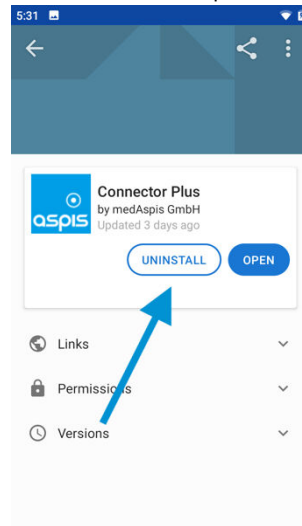 5:31
Connector Plus
by medAspis GmbH
Updated 3 days ago
aspis
UNINSTALL
OPEN
Links
Permissions
Versions